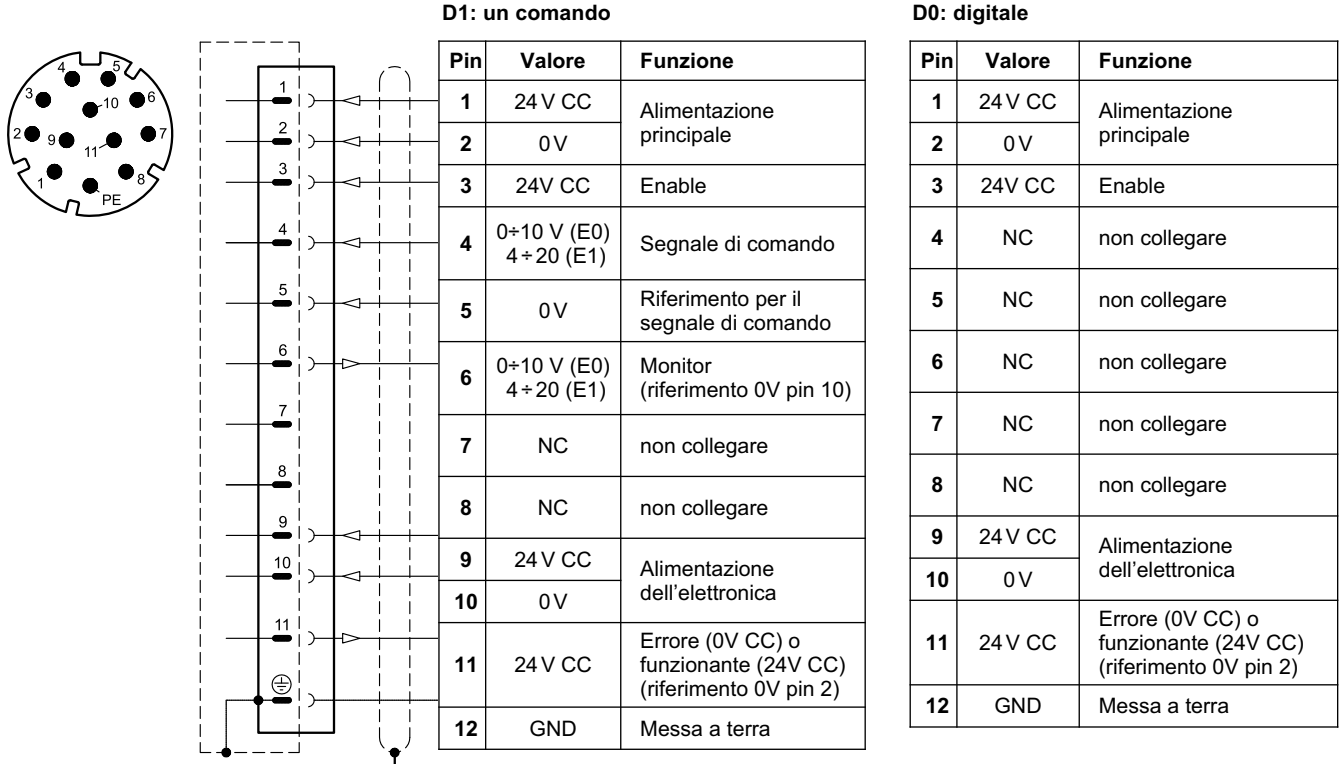 D1: un comando
D0: digitale
4
5
3
10
6
2
9
7
11
1
8
PE
1
2
3
4
5
6
7
8
9
10
11
Pin Valore Funzione
1 24 V CC Alimentazione
principale
2 0 V
3 24V CC Enable
4 0÷10 V (E0)
4÷20 (E1) Segnale di comando
5 0 V Riferimento per il
segnale di comando
6 0÷10 V (E0)
4÷20 (E1) Monitor
(riferimento 0V pin 10)
7 NC non collegare
8 NC non collegare
9 24 V CC Alimentazione
dell'elettronica
10 0 V
11 24 V CC Errore (0V CC) o
funzionante (24V CC)
(riferimento 0V pin 2)
12 GND Messa a terra
Pin Valore Funzione
1 24 V CC Alimentazione
principale
2 0 V
3 24V CC Enable
4 NC non collegare
5 NC non collegare
6 NC non collegare
7 NC non collegare
8 NC non collegare
9 24 V CC Alimentazione
dell'elettronica
10 0 V
11 24 V CC Errore (0V CC) o
funzionante (24V CC)
(riferimento 0V pin 2)
12 GND Messa a terra